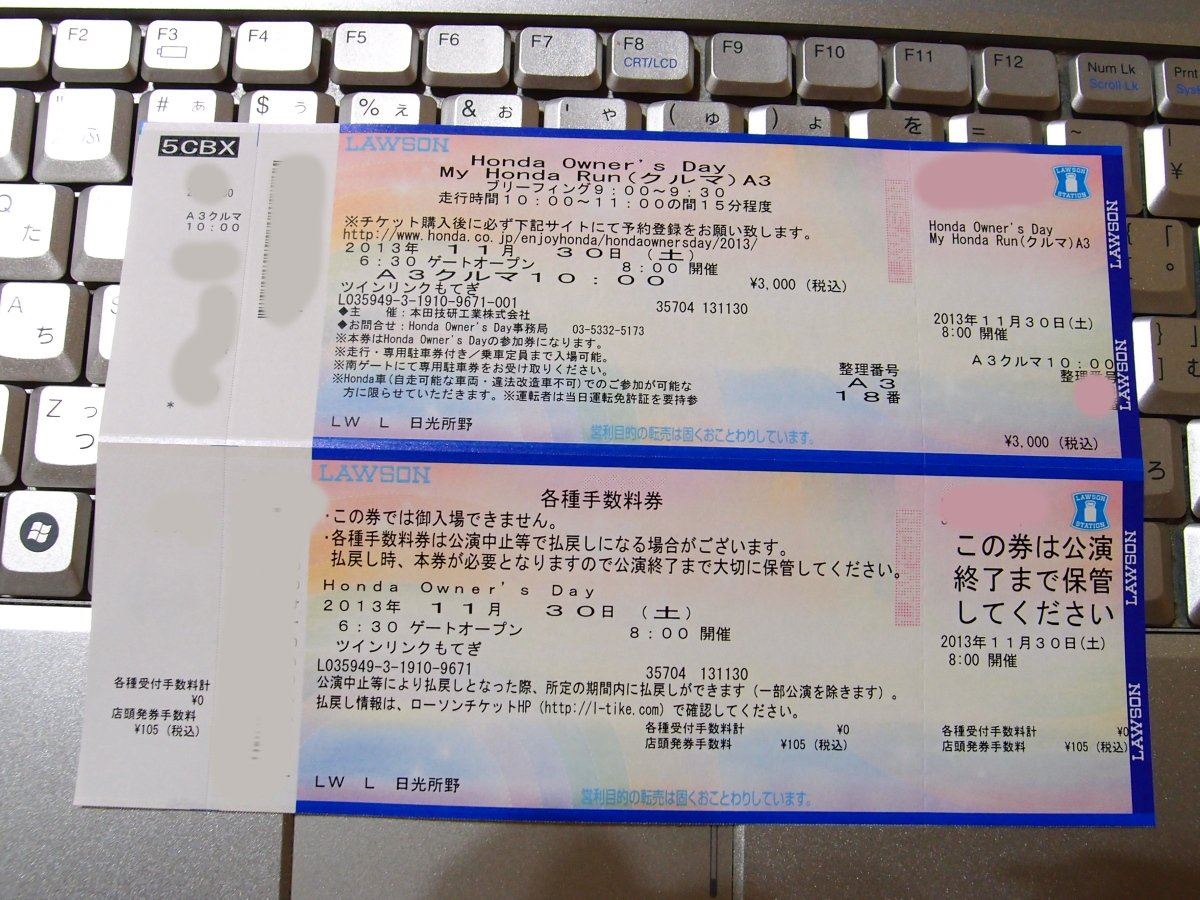 F2
F3
F4
F5
F6
F7
F8
CRT/LCD
F9
F10
F11
F12
Num Lk
Scroll Lk
Prnt
# ぁ
$ ぅ
% ぇ
& ぉ
' ゃ
( ゅ
) ょ
を
=
~
|
¥
" ふ
Q
た
A
ち
Z っ
つ
{ 「
[ °
} 」
] む
ろ
5CBX
A3クルマ
10:00
*
LAWSON
Honda Owner's Day
My Honda Run(クルマ)A3
ブリーフィング9:00~9:30
走行時間10:00~11:00の間15分程度
※チケット購入後に必ず下記サイトにて予約登録をお願い致します。
http://www.honda.co.jp/enjoyhonda/hondaownersday/2013/
2013年 11月 30日 (土)
6:30 ゲートオープン 8:00 開催
A3クルマ10:00 ¥3,000 (税込)
ツインリンクもてぎ
L035949-3-1910-9671-001 35704 131130
◆主 催:本田技研工業株式会社
◆お問合せ:Honda Owner's Day事務局 03-5332-5173
※本券はHonda Owner's Dayの参加券になります。
※走行・専用駐車券付き/乗車定員まで入場可能。
※南ゲートにて専用駐車券をお受け取りください。
※Honda車(自走可能な車両・違法改造車不可)でのご参加が可能な
方に限らせていただきます。※運転者は当日運転免許証を要持参
整理番号
A3
18番
LW L 日光所野
営利目的の転売は固くおことわりしています。
LAWSON
STATION
Honda Owner's Day
My Honda Run(クルマ)A3
2013年11月30日(土)
8:00 開催
A3クルマ10:00
整理番号
¥3,000 (税込)
LAWSON
LAWSON
LAWSON
各種手数料券
・この券では御入場できません。
・各種手数料券は公演中止等で払戻しになる場合がございます。
払戻し時、本券が必要となりますので公演終了まで大切に保管してください。
Honda Owner's Day
2013年 11月 30日 (土)
6:30 ゲートオープン 8:00 開催
ツインリンクもてぎ
L035949-3-1910-9671 35704 131130
公演中止等により払戻しとなった際、所定の期間内に払戻しができます(一部公演を除きます)。
払戻し情報は、ローソンチケットHP(http://l-tike.com)で確認してください。
各種受付手数料計 ¥0
店頭発券手数料 ¥105 (税込)
LW L 日光所野
営利目的の転売は固くおことわりしています。
各種受付手数料計
¥0
店頭発券手数料
¥105 (税込)
LAWSON
STATION
この券は公演
終了まで保管
してください
2013年11月30日(土)
8:00 開催
各種受付手数料計 ¥0
店頭発券手数料 ¥105 (税込)
LAWSON
LAWSON